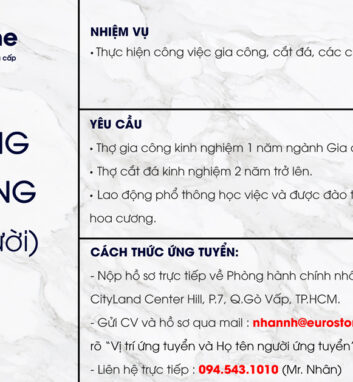 ne
cấp
NG
NG
ười)
NHIỆM VỤ
• Thực hiện công việc gia công, cắt đá, các c
YÊU CẦU
• Thợ gia công kinh nghiệm 1 năm ngành Gia
• Thợ cắt đá kinh nghiệm 2 năm trở lên.
• Lao động phổ thông học việc và được đào t
hoa cương.
CÁCH THỨC ỨNG TUYỂN:
- Nộp hồ sơ trực tiếp về Phòng hành chính nhâ
CityLand Center Hill, P.7, Q.Gò Vấp, TP.HCM.
- Gửi CV và hồ sơ qua mail : nhannh@eurosto
rõ "Vị trí ứng tuyển và Họ tên người ứng tuyển"
- Liên hệ trực tiếp : 094.543.1010 (Mr. Nhân)